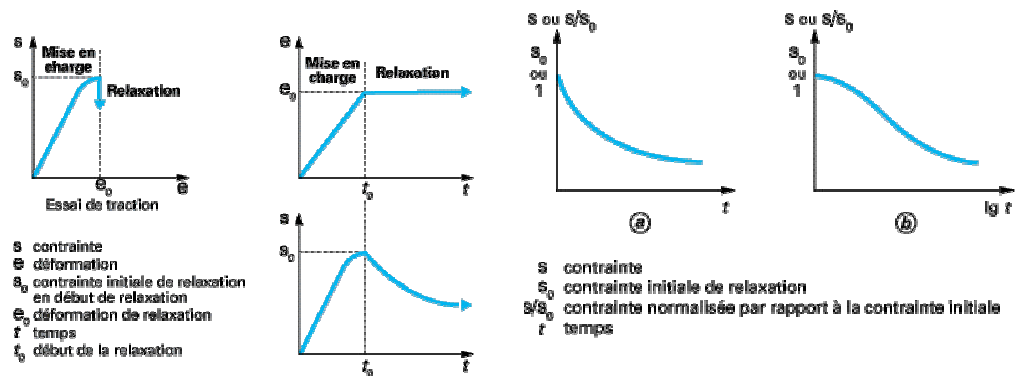 s
Mise en
charge
s₀
Relaxation
e₀
e
Essai de traction
s contrainte
e déformation
s₀ contrainte initiale de relaxation
en début de relaxation
e₀ déformation de relaxation
t temps
t₀ début de la relaxation
e
Mise en
charge
Relaxation
e₀
t₀
t
s
s₀
t₀
t
s ou s/s₀
s₀
ou
1
t
a
s ou s/s₀
s₀
ou
1
lg t
b
s contrainte
s₀ contrainte initiale de relaxation
s/s₀ contrainte normalisée par rapport à la contrainte initiale
t temps